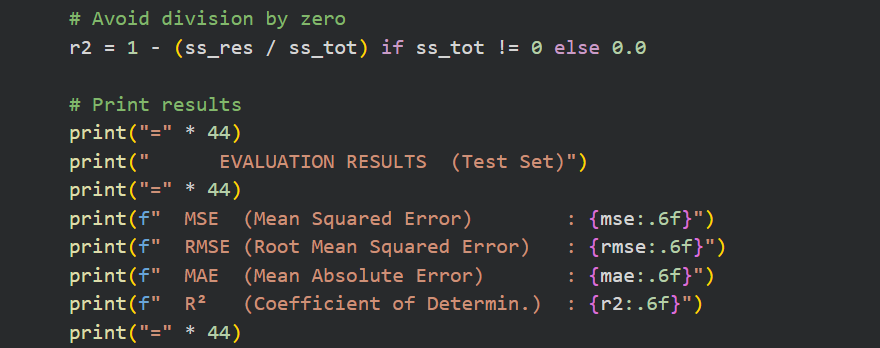 # Avoid division by zero
r2 = 1 - (ss_res / ss_tot) if ss_tot != 0 else 0.0
# Print results
print("=" * 44)
print("      EVALUATION RESULTS  (Test Set)")
print("=" * 44)
print(f"  MSE  (Mean Squared Error)        : {mse:.6f}")
print(f"  RMSE (Root Mean Squared Error)   : {rmse:.6f}")
print(f"  MAE  (Mean Absolute Error)       : {mae:.6f}")
print(f"  R²   (Coefficient of Determin.)  : {r2:.6f}")
print("=" * 44)